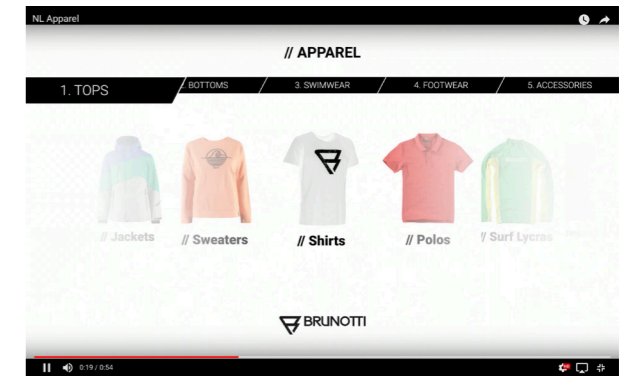 NL Apparel
// APPAREL
1. TOPS
2. BOTTOMS
3. SWIMWEAR
4. FOOTWEAR
5. ACCESSORIES
// Jackets
// Sweaters
// Shirts
// Polos
// Surf Lycras
BRUNOTTI
0:19 / 0:54